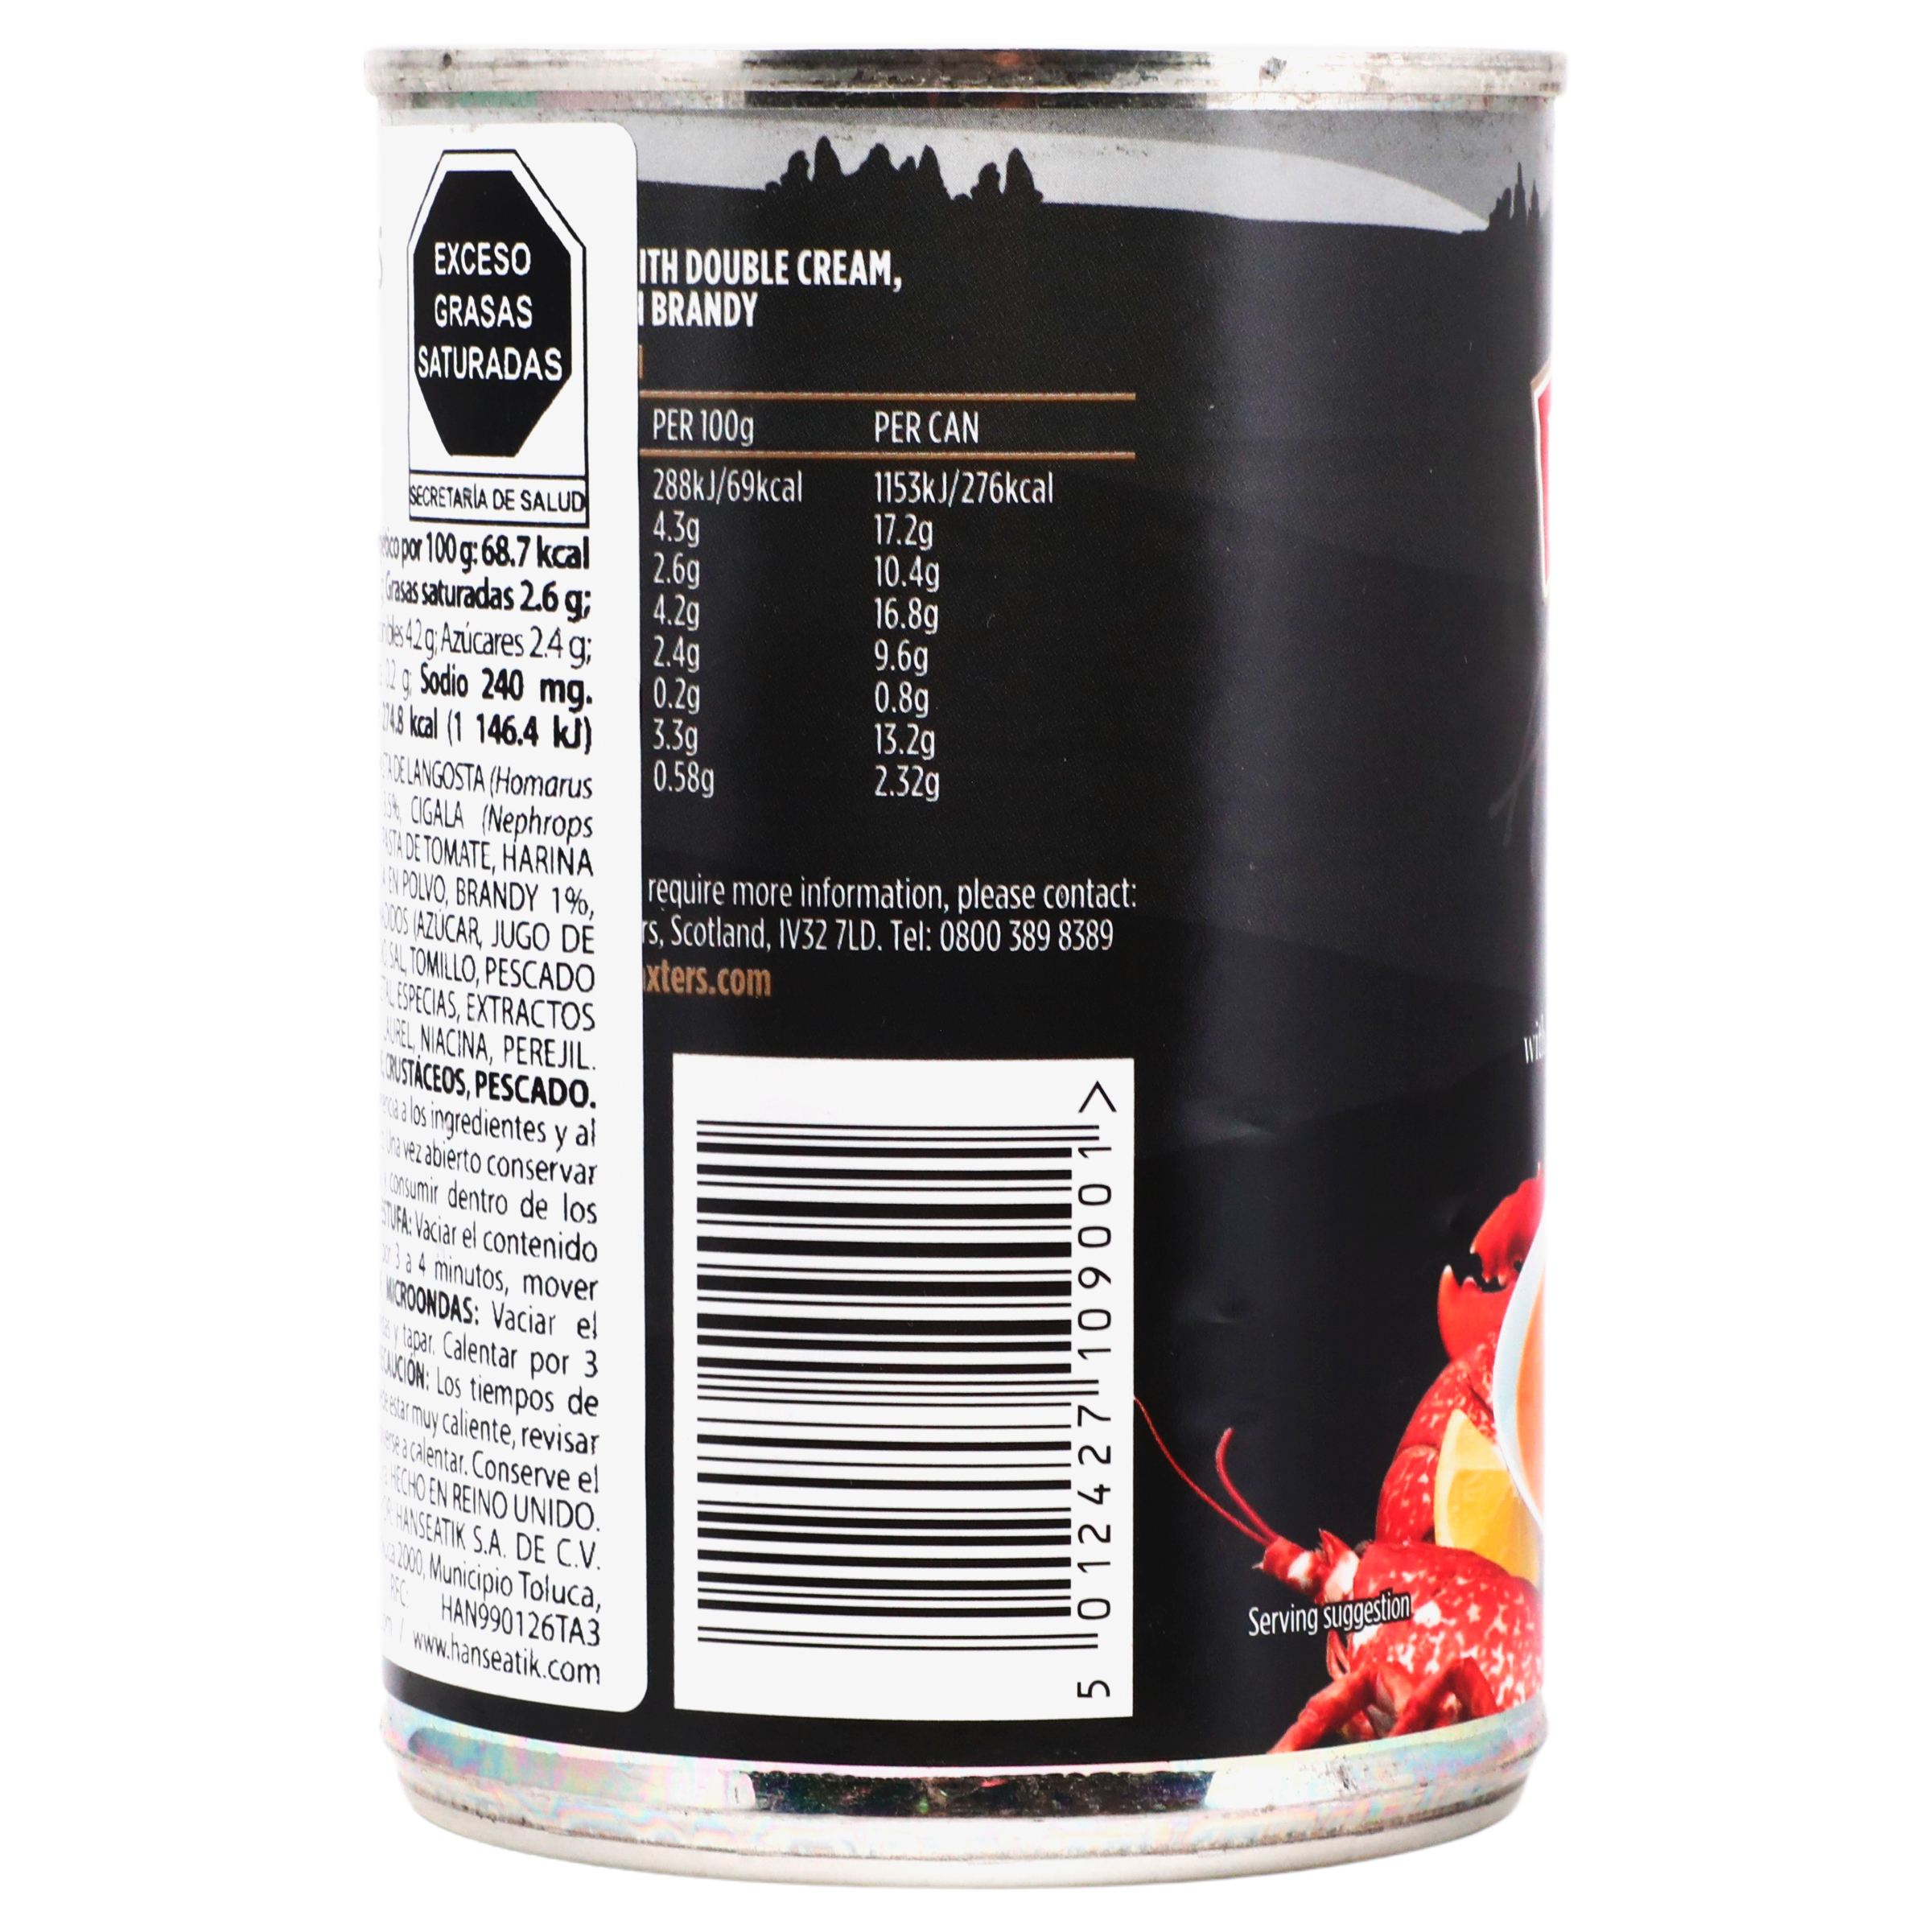 EXCESO
GRASAS
SATURADAS
SECRETARÍA DE SALUD
por 100 g: 68.7 kcal
Grasas saturadas 2.6 g;
4.2 g; Azúcares 2.4 g;
g; Sodio 240 mg.
274.8 kcal (1 146.4 kJ)
DE LANGOSTA (Homarus
CIGALA (Nephrops
DE TOMATE, HARINA
EN POLVO, BRANDY 1%,
(AZÚCAR, JUGO DE
SAL, TOMILLO, PESCADO
ESPECIAS, EXTRACTOS
NIACINA, PEREJIL.
CRUSTÁCEOS, PESCADO.
a los ingredientes y al
Una vez abierto conservar
consumir dentro de los
Vaciar el contenido
3 a 4 minutos, mover
MICROONDAS: Vaciar el
y tapar. Calentar por 3
Los tiempos de
estar muy caliente, revisar
a calentar. Conserve el
HECHO EN REINO UNIDO.
HANSEATIK S.A. DE C.V.
2000, Municipio Toluca,
HAN990126TA3
/ www.hanseatik.com
ITH DOUBLE CREAM,
BRANDY
PER 100g PER CAN
288kJ/69kcal 1153kJ/276kcal
4.3g 17.2g
2.6g 10.4g
4.2g 16.8g
2.4g 9.6g
0.2g 0.8g
3.3g 13.2g
0.58g 2.32g
require more information, please contact:
rs, Scotland, IV32 7LD. Tel: 0800 389 8389
xters.com
5 012427 109001 >
Serving suggestion